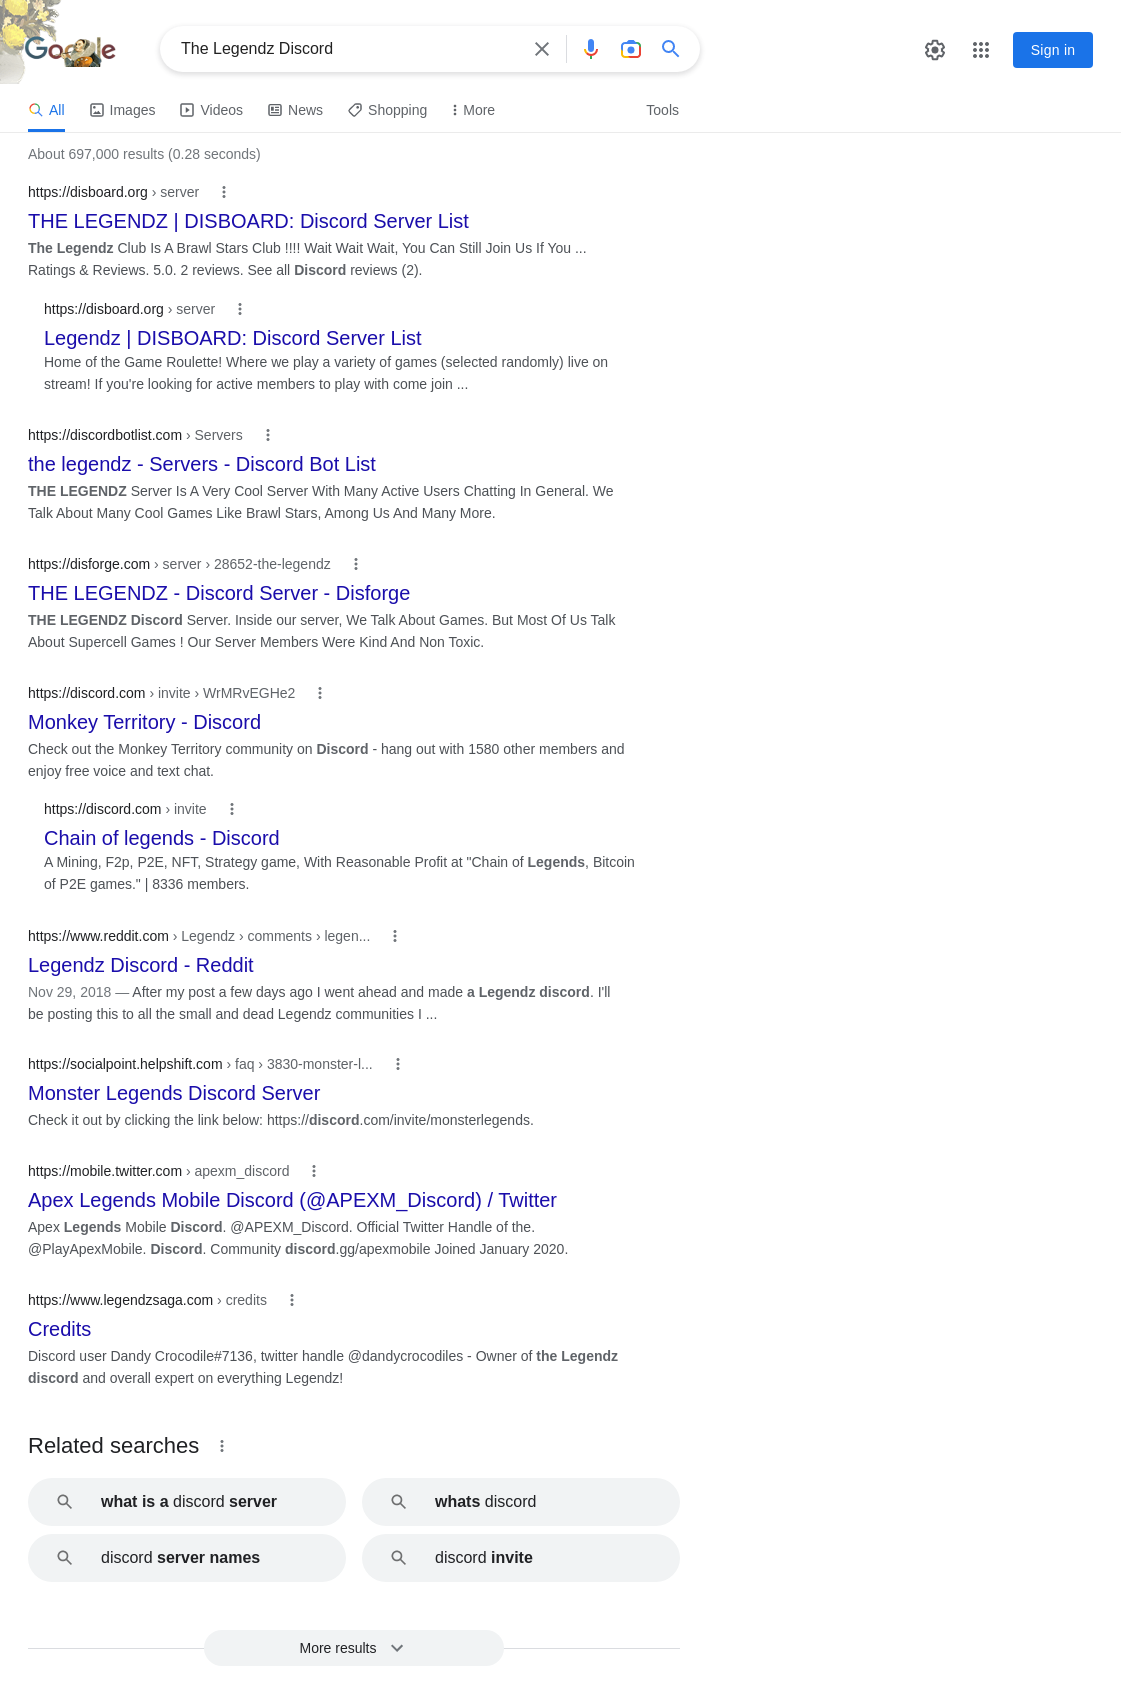 Google
The Legendz Discord
Sign in
All
Images
Videos
News
Shopping
More
Tools
About 697,000 results (0.28 seconds)
https://disboard.org › server
THE LEGENDZ | DISBOARD: Discord Server List
The Legendz Club Is A Brawl Stars Club !!!! Wait Wait Wait, You Can Still Join Us If You ...
Ratings & Reviews. 5.0. 2 reviews. See all Discord reviews (2).
https://disboard.org › server
Legendz | DISBOARD: Discord Server List
Home of the Game Roulette! Where we play a variety of games (selected randomly) live on
stream! If you're looking for active members to play with come join ...
https://discordbotlist.com › Servers
the legendz - Servers - Discord Bot List
THE LEGENDZ Server Is A Very Cool Server With Many Active Users Chatting In General. We
Talk About Many Cool Games Like Brawl Stars, Among Us And Many More.
https://disforge.com › server › 28652-the-legendz
THE LEGENDZ - Discord Server - Disforge
THE LEGENDZ Discord Server. Inside our server, We Talk About Games. But Most Of Us Talk
About Supercell Games ! Our Server Members Were Kind And Non Toxic.
https://discord.com › invite › WrMRvEGHe2
Monkey Territory - Discord
Check out the Monkey Territory community on Discord - hang out with 1580 other members and
enjoy free voice and text chat.
https://discord.com › invite
Chain of legends - Discord
A Mining, F2p, P2E, NFT, Strategy game, With Reasonable Profit at "Chain of Legends, Bitcoin
of P2E games." | 8336 members.
https://www.reddit.com › Legendz › comments › legen...
Legendz Discord - Reddit
Nov 29, 2018 — After my post a few days ago I went ahead and made a Legendz discord. I'll
be posting this to all the small and dead Legendz communities I ...
https://socialpoint.helpshift.com › faq › 3830-monster-l...
Monster Legends Discord Server
Check it out by clicking the link below: https://discord.com/invite/monsterlegends.
https://mobile.twitter.com › apexm_discord
Apex Legends Mobile Discord (@APEXM_Discord) / Twitter
Apex Legends Mobile Discord. @APEXM_Discord. Official Twitter Handle of the.
@PlayApexMobile. Discord. Community discord.gg/apexmobile Joined January 2020.
https://www.legendzsaga.com › credits
Credits
Discord user Dandy Crocodile#7136, twitter handle @dandycrocodiles - Owner of the Legendz
discord and overall expert on everything Legendz!
Related searches
what is a discord server
whats discord
discord server names
discord invite
More results